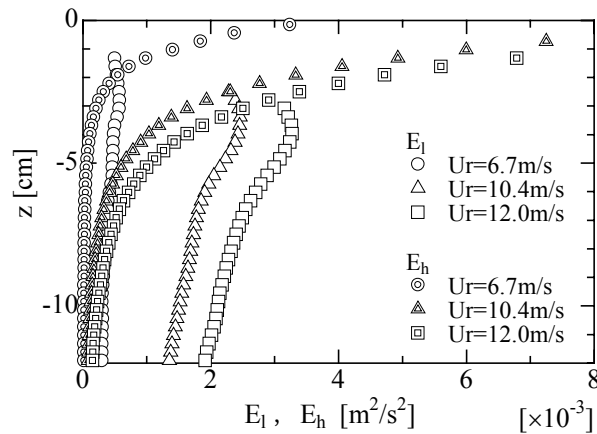 0
-5
-10
z [cm]
E_l
Ur=6.7m/s
Ur=10.4m/s
Ur=12.0m/s
E_h
Ur=6.7m/s
Ur=10.4m/s
Ur=12.0m/s
0 2 4 6 8
E_l , E_h [m²/s²] [×10⁻³]